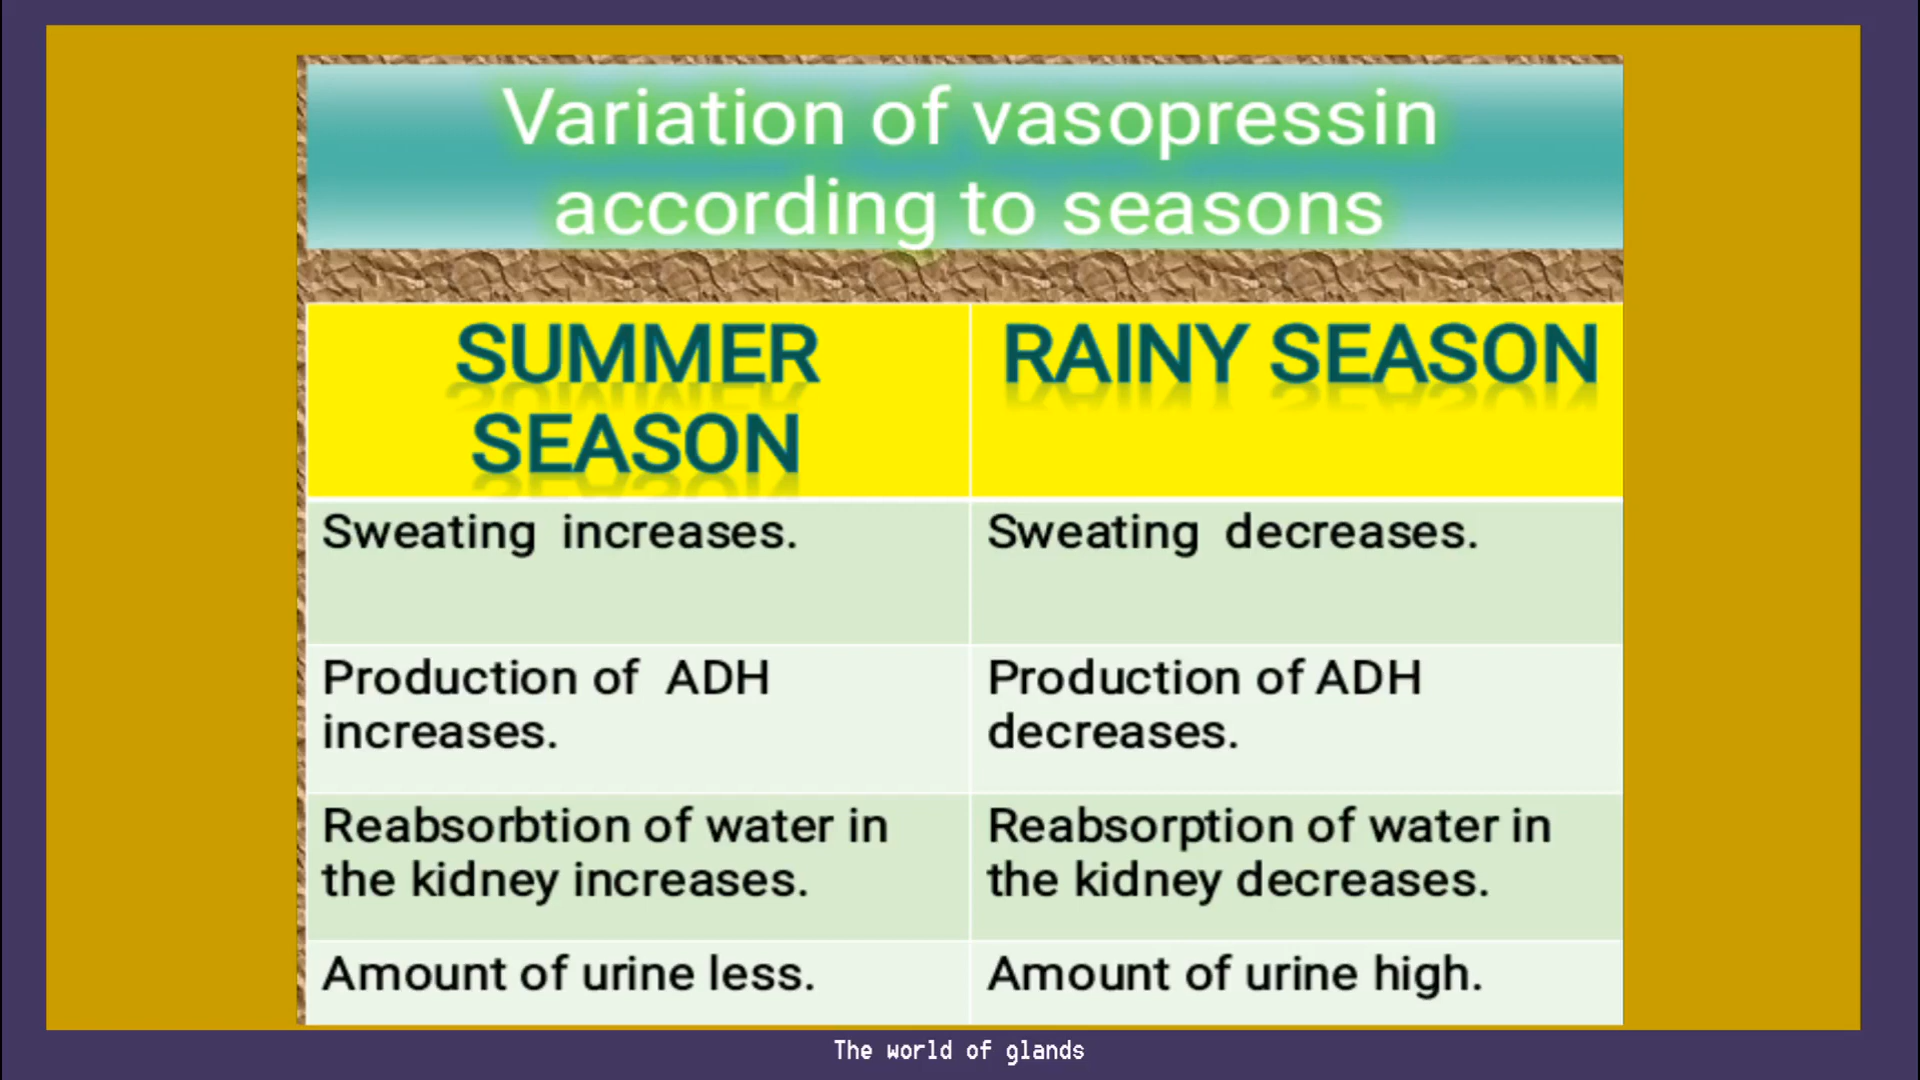 Variation of vasopressin
according to seasons
SUMMER
SEASON
RAINY SEASON
Sweating increases.
Sweating decreases.
Production of ADH
increases.
Production of ADH
decreases.
Reabsorbtion of water in
the kidney increases.
Reabsorption of water in
the kidney decreases.
Amount of urine less.
Amount of urine high.
The world of glands